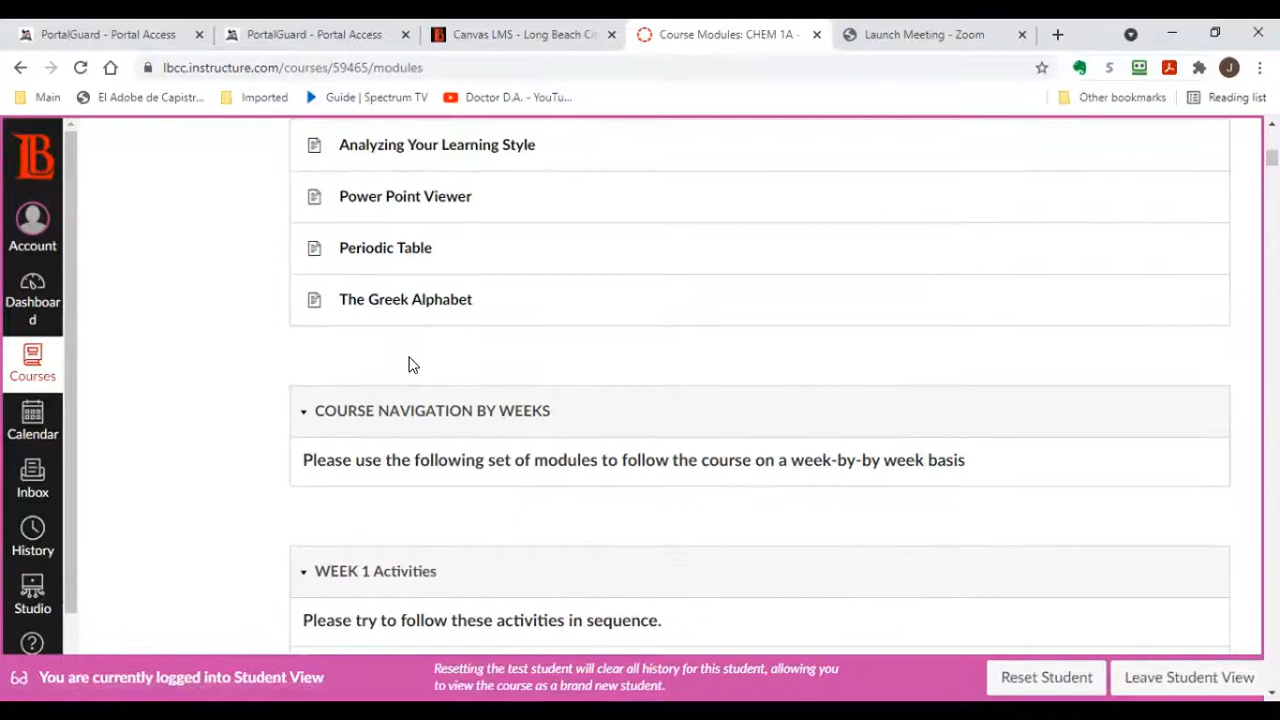 PortalGuard - Portal Access
PortalGuard - Portal Access
Canvas LMS - Long Beach Cit
Course Modules: CHEM 1A -
Launch Meeting - Zoom
lbcc.instructure.com/courses/59465/modules
Main
El Adobe de Capistr...
Imported
Guide | Spectrum TV
Doctor D.A. - YouTu...
Other bookmarks
Reading list
Analyzing Your Learning Style
Power Point Viewer
Periodic Table
The Greek Alphabet
COURSE NAVIGATION BY WEEKS
Please use the following set of modules to follow the course on a week-by-by week basis
WEEK 1 Activities
Please try to follow these activities in sequence.
LB
Account
Dashboar
d
Courses
Calendar
Inbox
History
Studio
You are currently logged into Student View
Resetting the test student will clear all history for this student, allowing you
to view the course as a brand new student.
Reset Student
Leave Student View